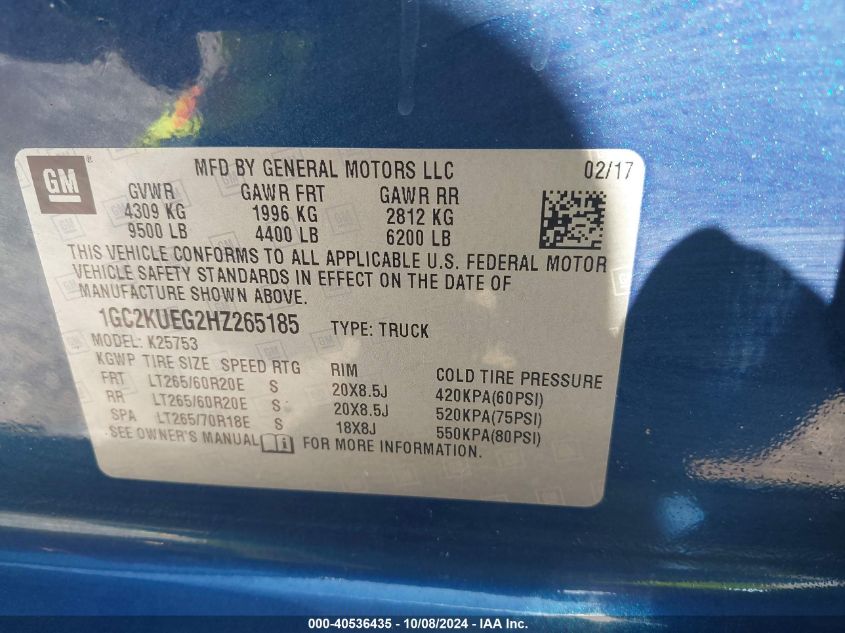 GM ® MFD BY GENERAL MOTORS LLC 02/17
GVWR GAWR FRT GAWR RR
4309 KG 1996 KG 2812 KG
9500 LB 4400 LB 6200 LB
THIS VEHICLE CONFORMS TO ALL APPLICABLE U.S. FEDERAL MOTOR
VEHICLE SAFETY STANDARDS IN EFFECT ON THE DATE OF
MANUFACTURE SHOWN ABOVE.
1GC2KUEG2HZ265185 TYPE: TRUCK
MODEL: K25753
KGWP TIRE SIZE SPEED RTG RIM COLD TIRE PRESSURE
FRT LT265/60R20E S 20X8.5J 420KPA(60PSI)
RR LT265/60R20E S 20X8.5J 520KPA(75PSI)
SPA LT265/70R18E S 18X8J 550KPA(80PSI)
SEE OWNER'S MANUAL FOR MORE INFORMATION.
000-40536435 - 10/08/2024 - IAA Inc.